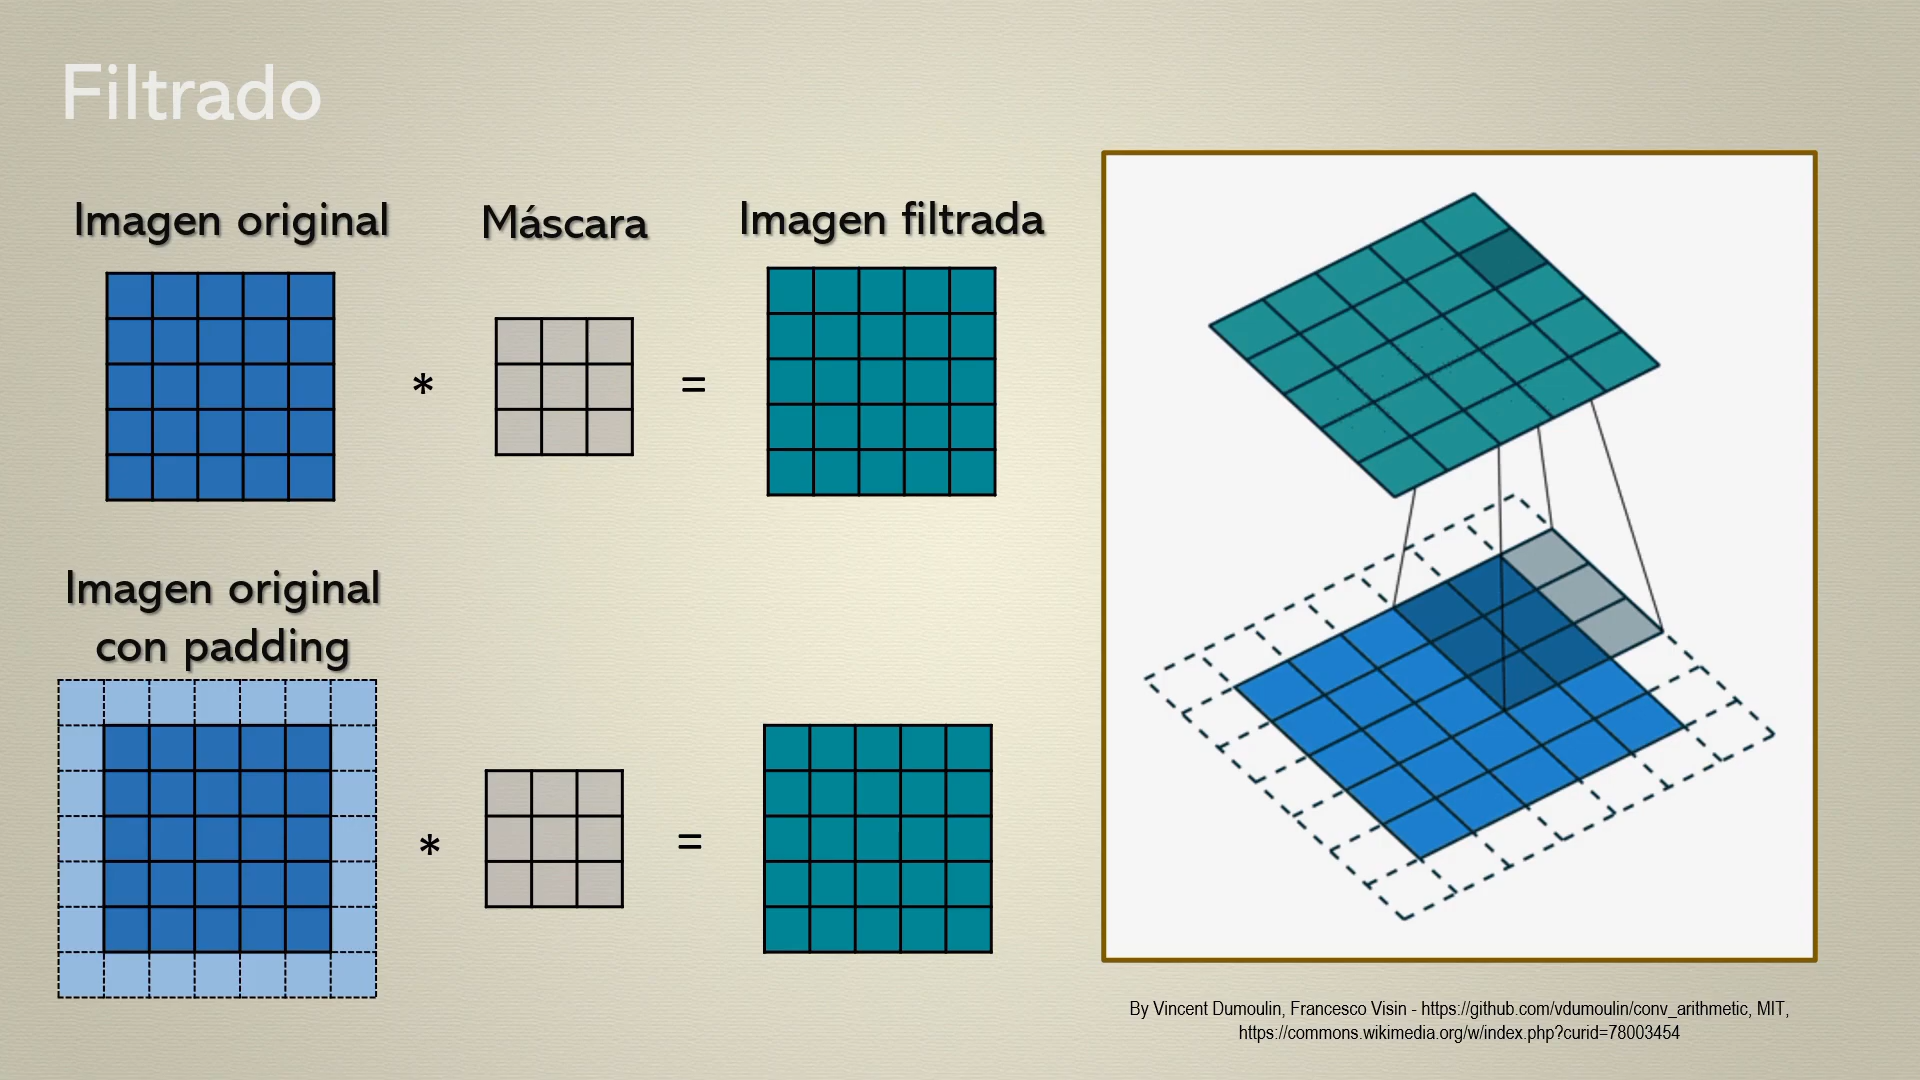 Filtrado
Imagen original
Máscara
Imagen filtrada
*
=
Imagen original
con padding
*
=
By Vincent Dumoulin, Francesco Visin - https://github.com/vdumoulin/conv_arithmetic, MIT,
https://commons.wikimedia.org/w/index.php?curid=78003454